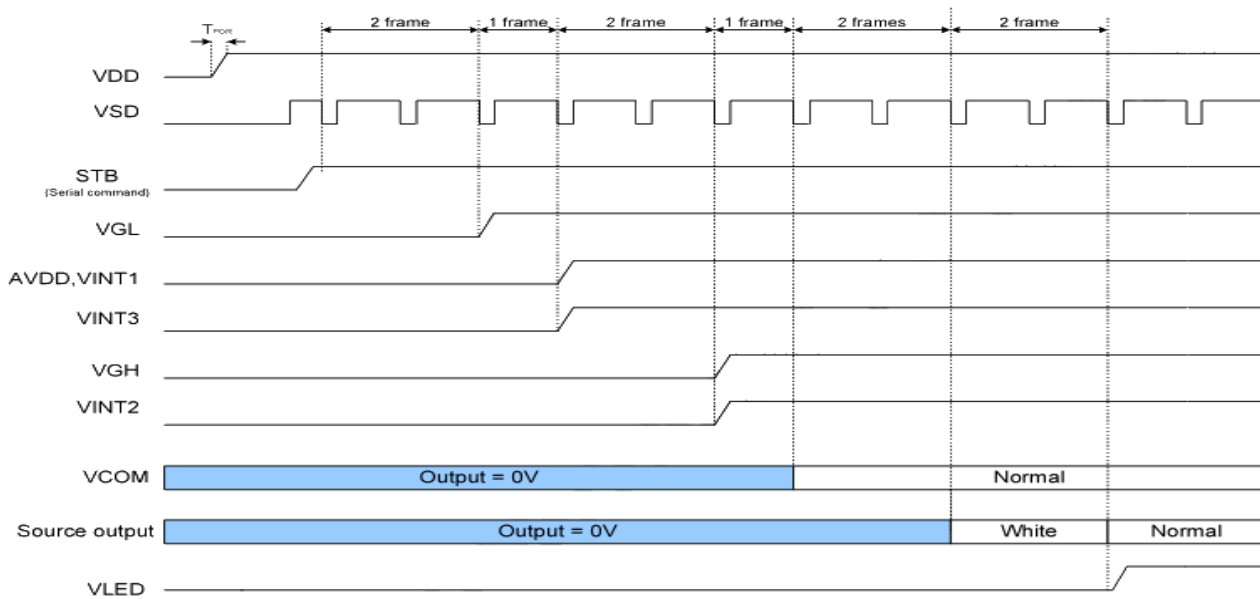 2 frame 1 frame 2 frame 1 frame 2 frames 2 frame
TPOR
VDD
VSD
STB
(Serial command)
VGL
AVDD,VINT1
VINT3
VGH
VINT2
VCOM Output = 0V Normal
Source output Output = 0V White Normal
VLED